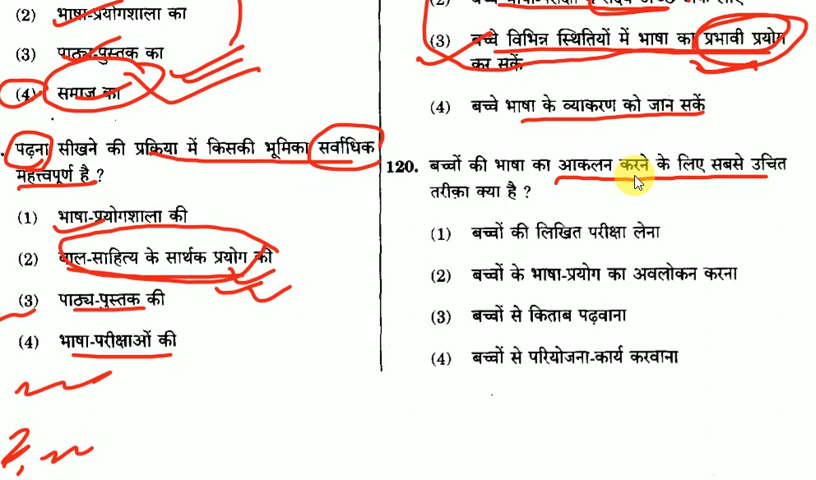 (2) भाषा-प्रयोगशाला का
(3) पाठ्य-पुस्तक का
(4) समाज का
पढ़ना सीखने की प्रक्रिया में किसकी भूमिका सर्वाधिक
महत्त्वपूर्ण है ?
(1) भाषा-प्रयोगशाला की
(2) बाल-साहित्य के सार्थक प्रयोग की
(3) पाठ्य-पुस्तक की
(4) भाषा-परीक्षाओं की
(3) बच्चे विभिन्न स्थितियों में भाषा का प्रभावी प्रयोग
कर सकें
(4) बच्चे भाषा के व्याकरण को जान सकें
120. बच्चों की भाषा का आकलन करने के लिए सबसे उचित
तरीक़ा क्या है ?
(1) बच्चों की लिखित परीक्षा लेना
(2) बच्चों के भाषा-प्रयोग का अवलोकन करना
(3) बच्चों से किताब पढ़वाना
(4) बच्चों से परियोजना-कार्य करवाना